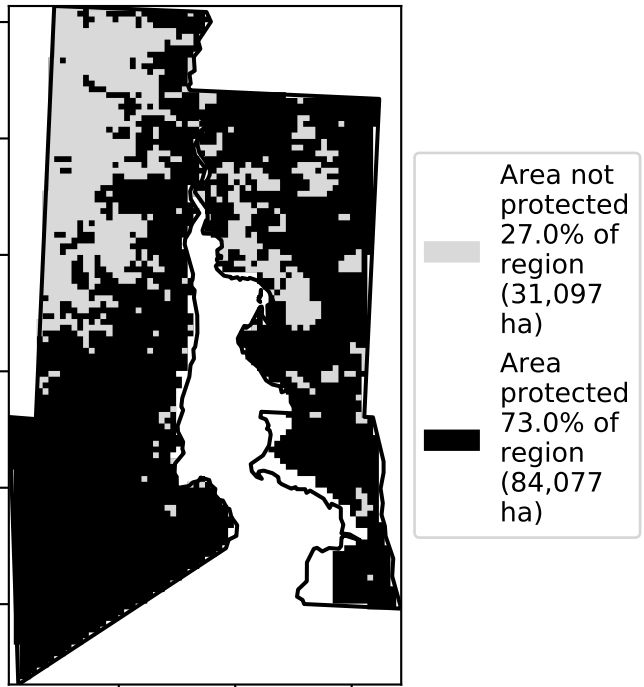 Area not
protected
27.0% of
region
(31,097
ha)
Area
protected
73.0% of
region
(84,077
ha)